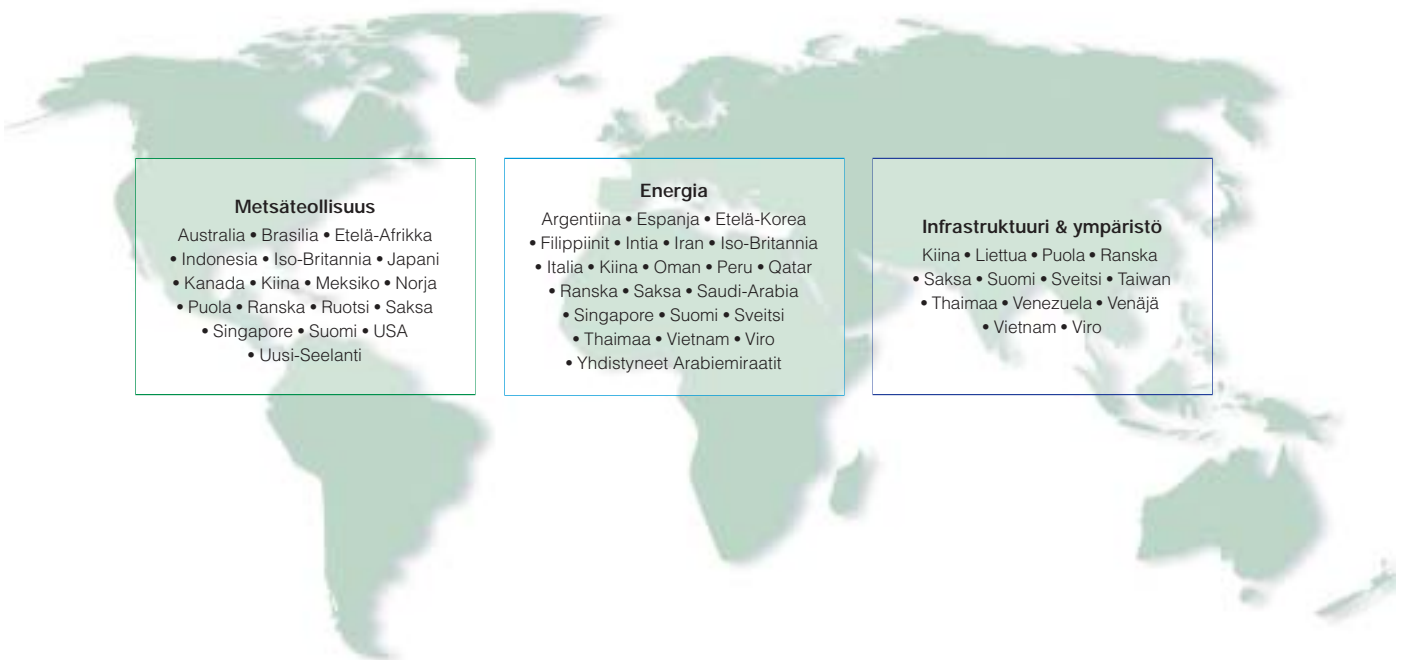 Metsäteollisuus
Australia • Brasilia • Etelä-Afrikka
• Indonesia • Iso-Britannia • Japani
• Kanada • Kiina • Meksiko • Norja
• Puola • Ranska • Ruotsi • Saksa
• Singapore • Suomi • USA
• Uusi-Seelanti
Energia
Argentiina • Espanja • Etelä-Korea
• Filippiinit • Intia • Iran • Iso-Britannia
• Italia • Kiina • Oman • Peru • Qatar
• Ranska • Saksa • Saudi-Arabia
• Singapore • Suomi • Sveitsi
• Thaimaa • Vietnam • Viro
• Yhdistyneet Arabiemiraatit
Infrastruktuuri & ympäristö
Kiina • Liettua • Puola • Ranska
• Saksa • Suomi • Sveitsi • Taiwan
• Thaimaa • Venezuela • Venäjä
• Vietnam • Viro